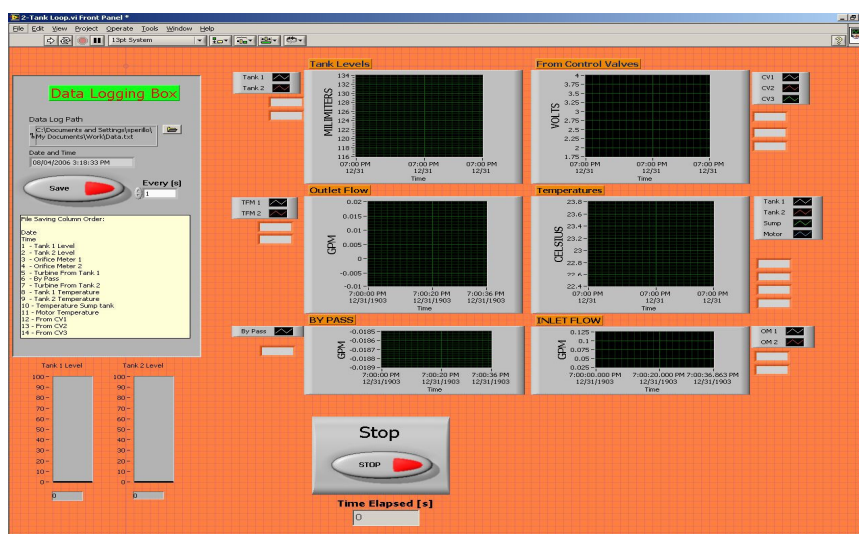 2-Tank Loop.vi Front Panel *
File Edit View Project Operate Tools Window Help
13pt System
Data Logging Box
Data Log Path
C:\Documents and Settings\sperillo\
My Documents\Work\Data.txt
Date and Time
08/04/2006 3:18:33 PM
Save
Every [s]
1
File Saving Column Order:
Date
Time
1 - Tank 1 Level
2 - Tank 2 Level
3 - Orifice Meter 1
4 - Orifice Meter 2
5 - Turbine From Tank 1
6 - By Pass
7 - Turbine From Tank 2
8 - Tank 1 Temperature
9 - Tank 2 Temperature
10 - Temperature Sump tank
11 - Motor Temperature
12 - From CV1
13 - From CV2
14 - From CV3
Tank 1 Level
100
90
80
70
60
50
40
30
20
10
0
0
Tank 2 Level
100
90
80
70
60
50
40
30
20
10
0
0
Tank Levels
Tank 1
Tank 2
MILIMITERS
134
132
130
128
126
124
122
120
118
116
07:00 PM 07:00 PM 07:00 PM
12/31 12/31 12/31
Time
From Control Valves
VOLTS
4
3.75
3.5
3.25
3
2.75
2.5
2.25
2
1.75
07:00 PM 07:00 PM 07:00 PM
12/31 12/31 12/31
Time
CV1
CV2
CV3
Outlet Flow
TFM 1
TFM 2
GPM
0.02
0.015
0.01
0.005
0
-0.005
-0.01
7:00:00 PM 7:00:20 PM 7:00:36 PM
12/31/1903 12/31/1903 12/31/1903
Time
Temperatures
CELSIUS
23.8
23.6
23.4
23.2
23
22.8
22.6
22.4
07:00 PM 07:00 PM 07:00 PM
12/31 12/31 12/31
Time
Tank 1
Tank 2
Sump
Motor
BY PASS
By Pass
GPM
-0.0185
-0.0186
-0.0187
-0.0188
-0.0189
7:00:00 PM 7:00:20 PM 7:00:36 PM
12/31/1903 12/31/1903 12/31/1903
Time
INLET FLOW
GPM
0.125
0.1
0.075
0.05
0.025
7:00:00.000 PM 7:00:20.000 PM 7:00:36.863 PM
12/31/1903 12/31/1903 12/31/1903
Time
OM 1
OM 2
Stop
STOP
Time Elapsed [s]
0